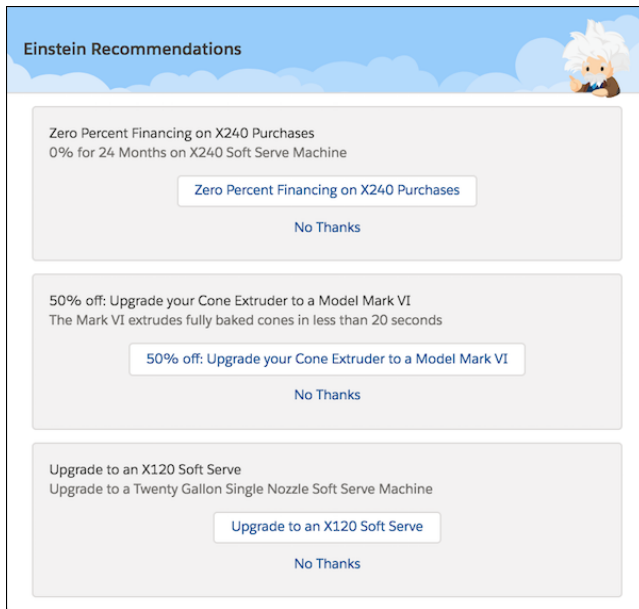 Einstein Recommendations
Zero Percent Financing on X240 Purchases
0% for 24 Months on X240 Soft Serve Machine
Zero Percent Financing on X240 Purchases
No Thanks
50% off: Upgrade your Cone Extruder to a Model Mark VI
The Mark VI extrudes fully baked cones in less than 20 seconds
50% off: Upgrade your Cone Extruder to a Model Mark VI
No Thanks
Upgrade to an X120 Soft Serve
Upgrade to a Twenty Gallon Single Nozzle Soft Serve Machine
Upgrade to an X120 Soft Serve
No Thanks